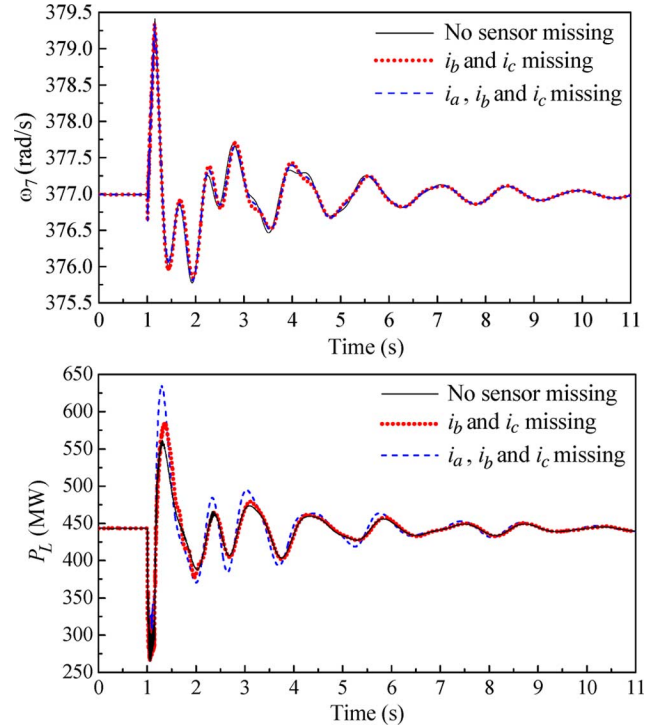 379.5
379.0
378.5
378.0
377.5
377.0
376.5
376.0
375.5
ω7 (rad/s)
No sensor missing
ib and ic missing
ia , ib and ic missing
0 1 2 3 4 5 6 7 8 9 10 11
Time (s)
650
600
550
500
450
400
350
300
250
PL (MW)
No sensor missing
ib and ic missing
ia , ib and ic missing
0 1 2 3 4 5 6 7 8 9 10 11
Time (s)